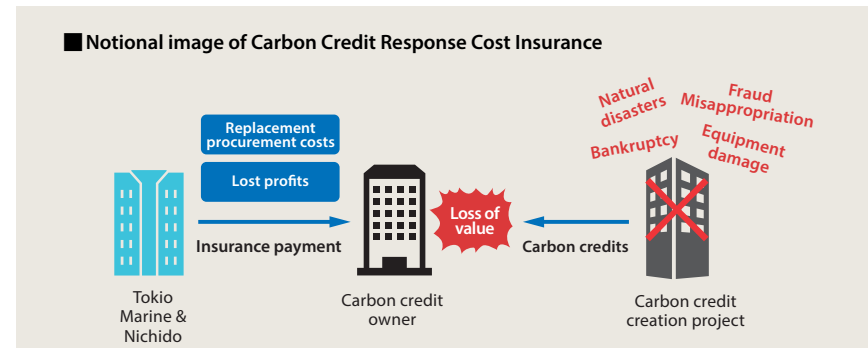 ■ Notional image of Carbon Credit Response Cost Insurance
Natural
disasters
Fraud
Misappropriation
Bankruptcy
Equipment
damage
Replacement
procurement costs
Lost profits
Insurance payment
Loss of
value
Carbon credits
Tokio
Marine &
Nichido
Carbon credit
owner
Carbon credit
creation project